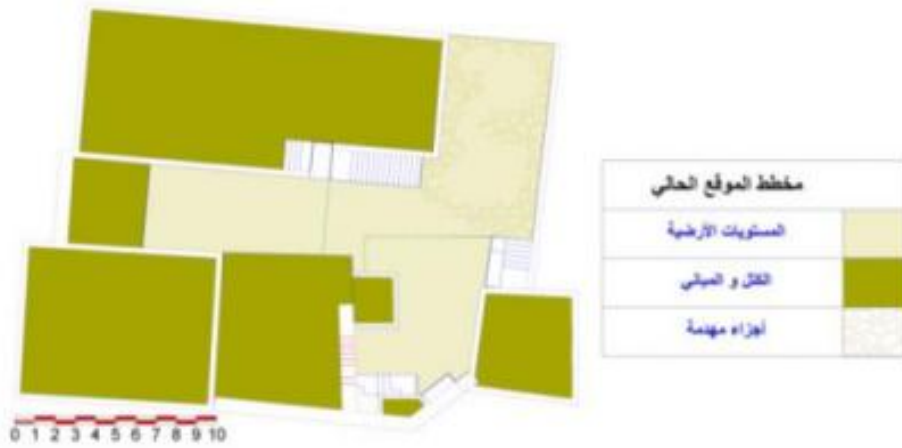 مخطط الموقع الحالي
المستويات الأرضية
الكتل و المباني
أجزاء مهدمة
0 1 2 3 4 5 6 7 8 9 10